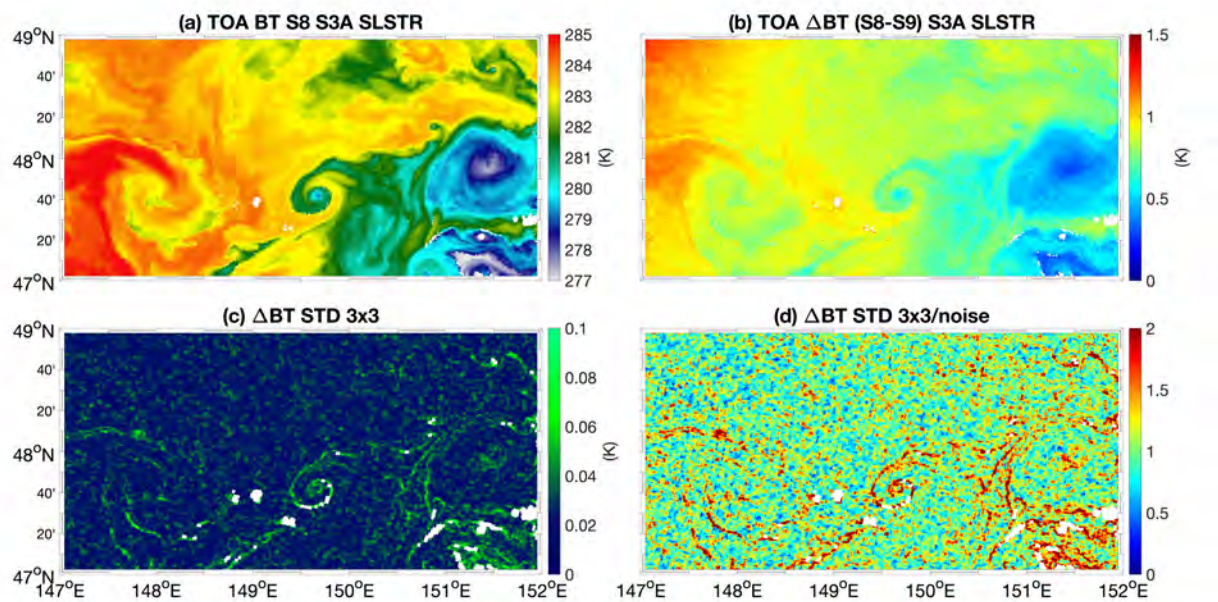 (a) TOA BT S8 S3A SLSTR
(b) TOA ΔBT (S8-S9) S3A SLSTR
49°N
40'
20'
48°N
40'
20'
47°N
285
284
283
282
281
280
279
278
277
(K)
1.5
1
0.5
0
(K)
(c) ΔBT STD 3x3
(d) ΔBT STD 3x3/noise
49°N
40'
20'
48°N
40'
20'
47°N
0.1
0.08
0.06
0.04
0.02
0
(K)
2
1.5
1
0.5
0
147°E 148°E 149°E 150°E 151°E 152°E
147°E 148°E 149°E 150°E 151°E 152°E